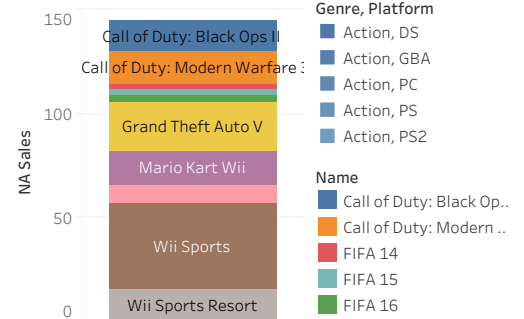 150
100
50
0
NA Sales
Call of Duty: Black Ops II
Call of Duty: Modern Warfare 3
Grand Theft Auto V
Mario Kart Wii
Wii Sports
Wii Sports Resort
Genre, Platform
Action, DS
Action, GBA
Action, PC
Action, PS
Action, PS2
Name
Call of Duty: Black Op..
Call of Duty: Modern ..
FIFA 14
FIFA 15
FIFA 16